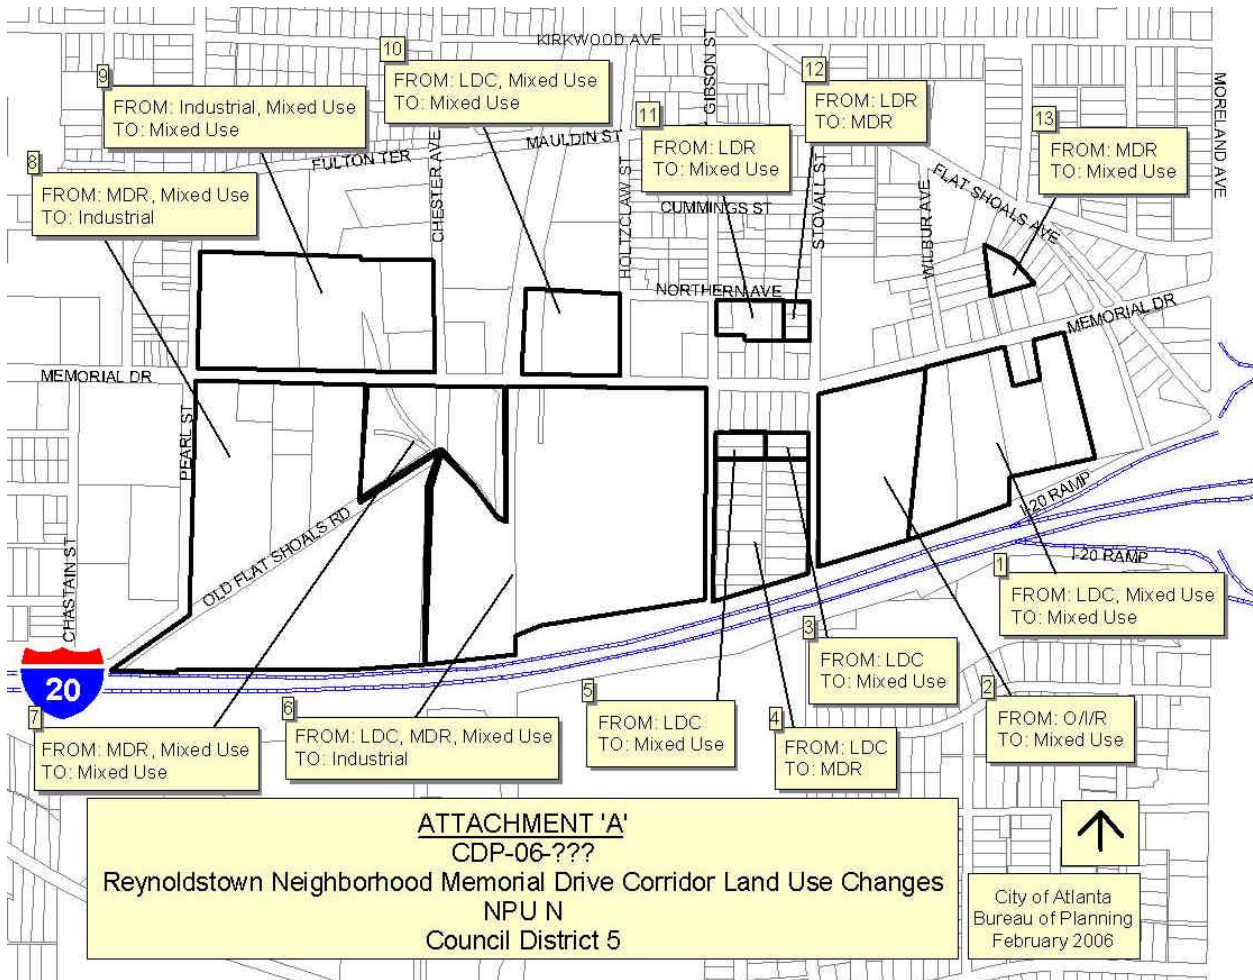 KIRKWOOD AVE
GIBSON ST
MORELAND AVE
10
FROM: LDC, Mixed Use
TO: Mixed Use
9
FROM: Industrial, Mixed Use
TO: Mixed Use
12
FROM: LDR
TO: MDR
11
FROM: LDR
TO: Mixed Use
13
FROM: MDR
TO: Mixed Use
8
FROM: MDR, Mixed Use
TO: Industrial
FULTON TER
CHESTER AVE
MAULDIN ST
HOLTZCLAW ST
CUMMINGS ST
STOVALL ST
WILBUR AVE
FLAT SHOALS AVE
NORTHERN AVE
MEMORIAL DR
MEMORIAL DR
PEARL ST
OLD FLAT SHOALS RD
CHASTAIN ST
I-20 RAMP
I-20 RAMP
20
1
FROM: LDC, Mixed Use
TO: Mixed Use
3
FROM: LDC
TO: Mixed Use
2
FROM: O/I/R
TO: Mixed Use
5
FROM: LDC
TO: Mixed Use
4
FROM: LDC
TO: MDR
6
FROM: LDC, MDR, Mixed Use
TO: Industrial
7
FROM: MDR, Mixed Use
TO: Mixed Use
ATTACHMENT 'A'
CDP-06-???
Reynoldstown Neighborhood Memorial Drive Corridor Land Use Changes
NPU N
Council District 5
City of Atlanta
Bureau of Planning
February 2006